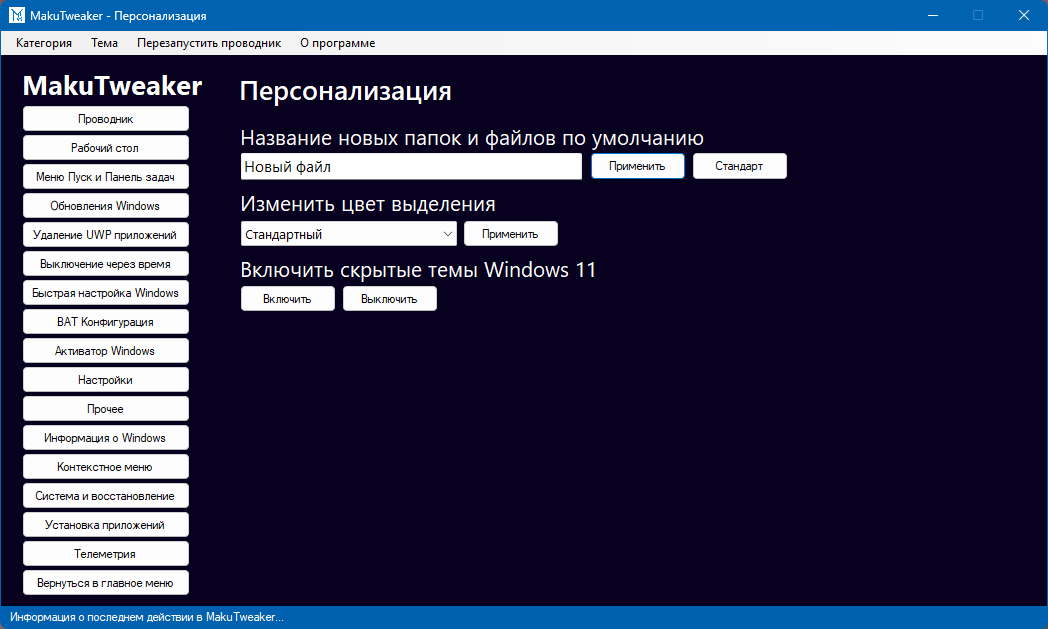 MakuTweaker - Персонализация
Категория Тема Перезапустить проводник О программе
MakuTweaker
Проводник
Рабочий стол
Меню Пуск и Панель задач
Обновления Windows
Удаление UWP приложений
Выключение через время
Быстрая настройка Windows
BAT Конфигурация
Активатор Windows
Настройки
Прочее
Информация о Windows
Контекстное меню
Система и восстановление
Установка приложений
Телеметрия
Вернуться в главное меню
Персонализация
Название новых папок и файлов по умолчанию
Новый файл Применить Стандарт
Изменить цвет выделения
Стандартный Применить
Включить скрытые темы Windows 11
Включить Выключить
Информация о последнем действии в MakuTweaker...